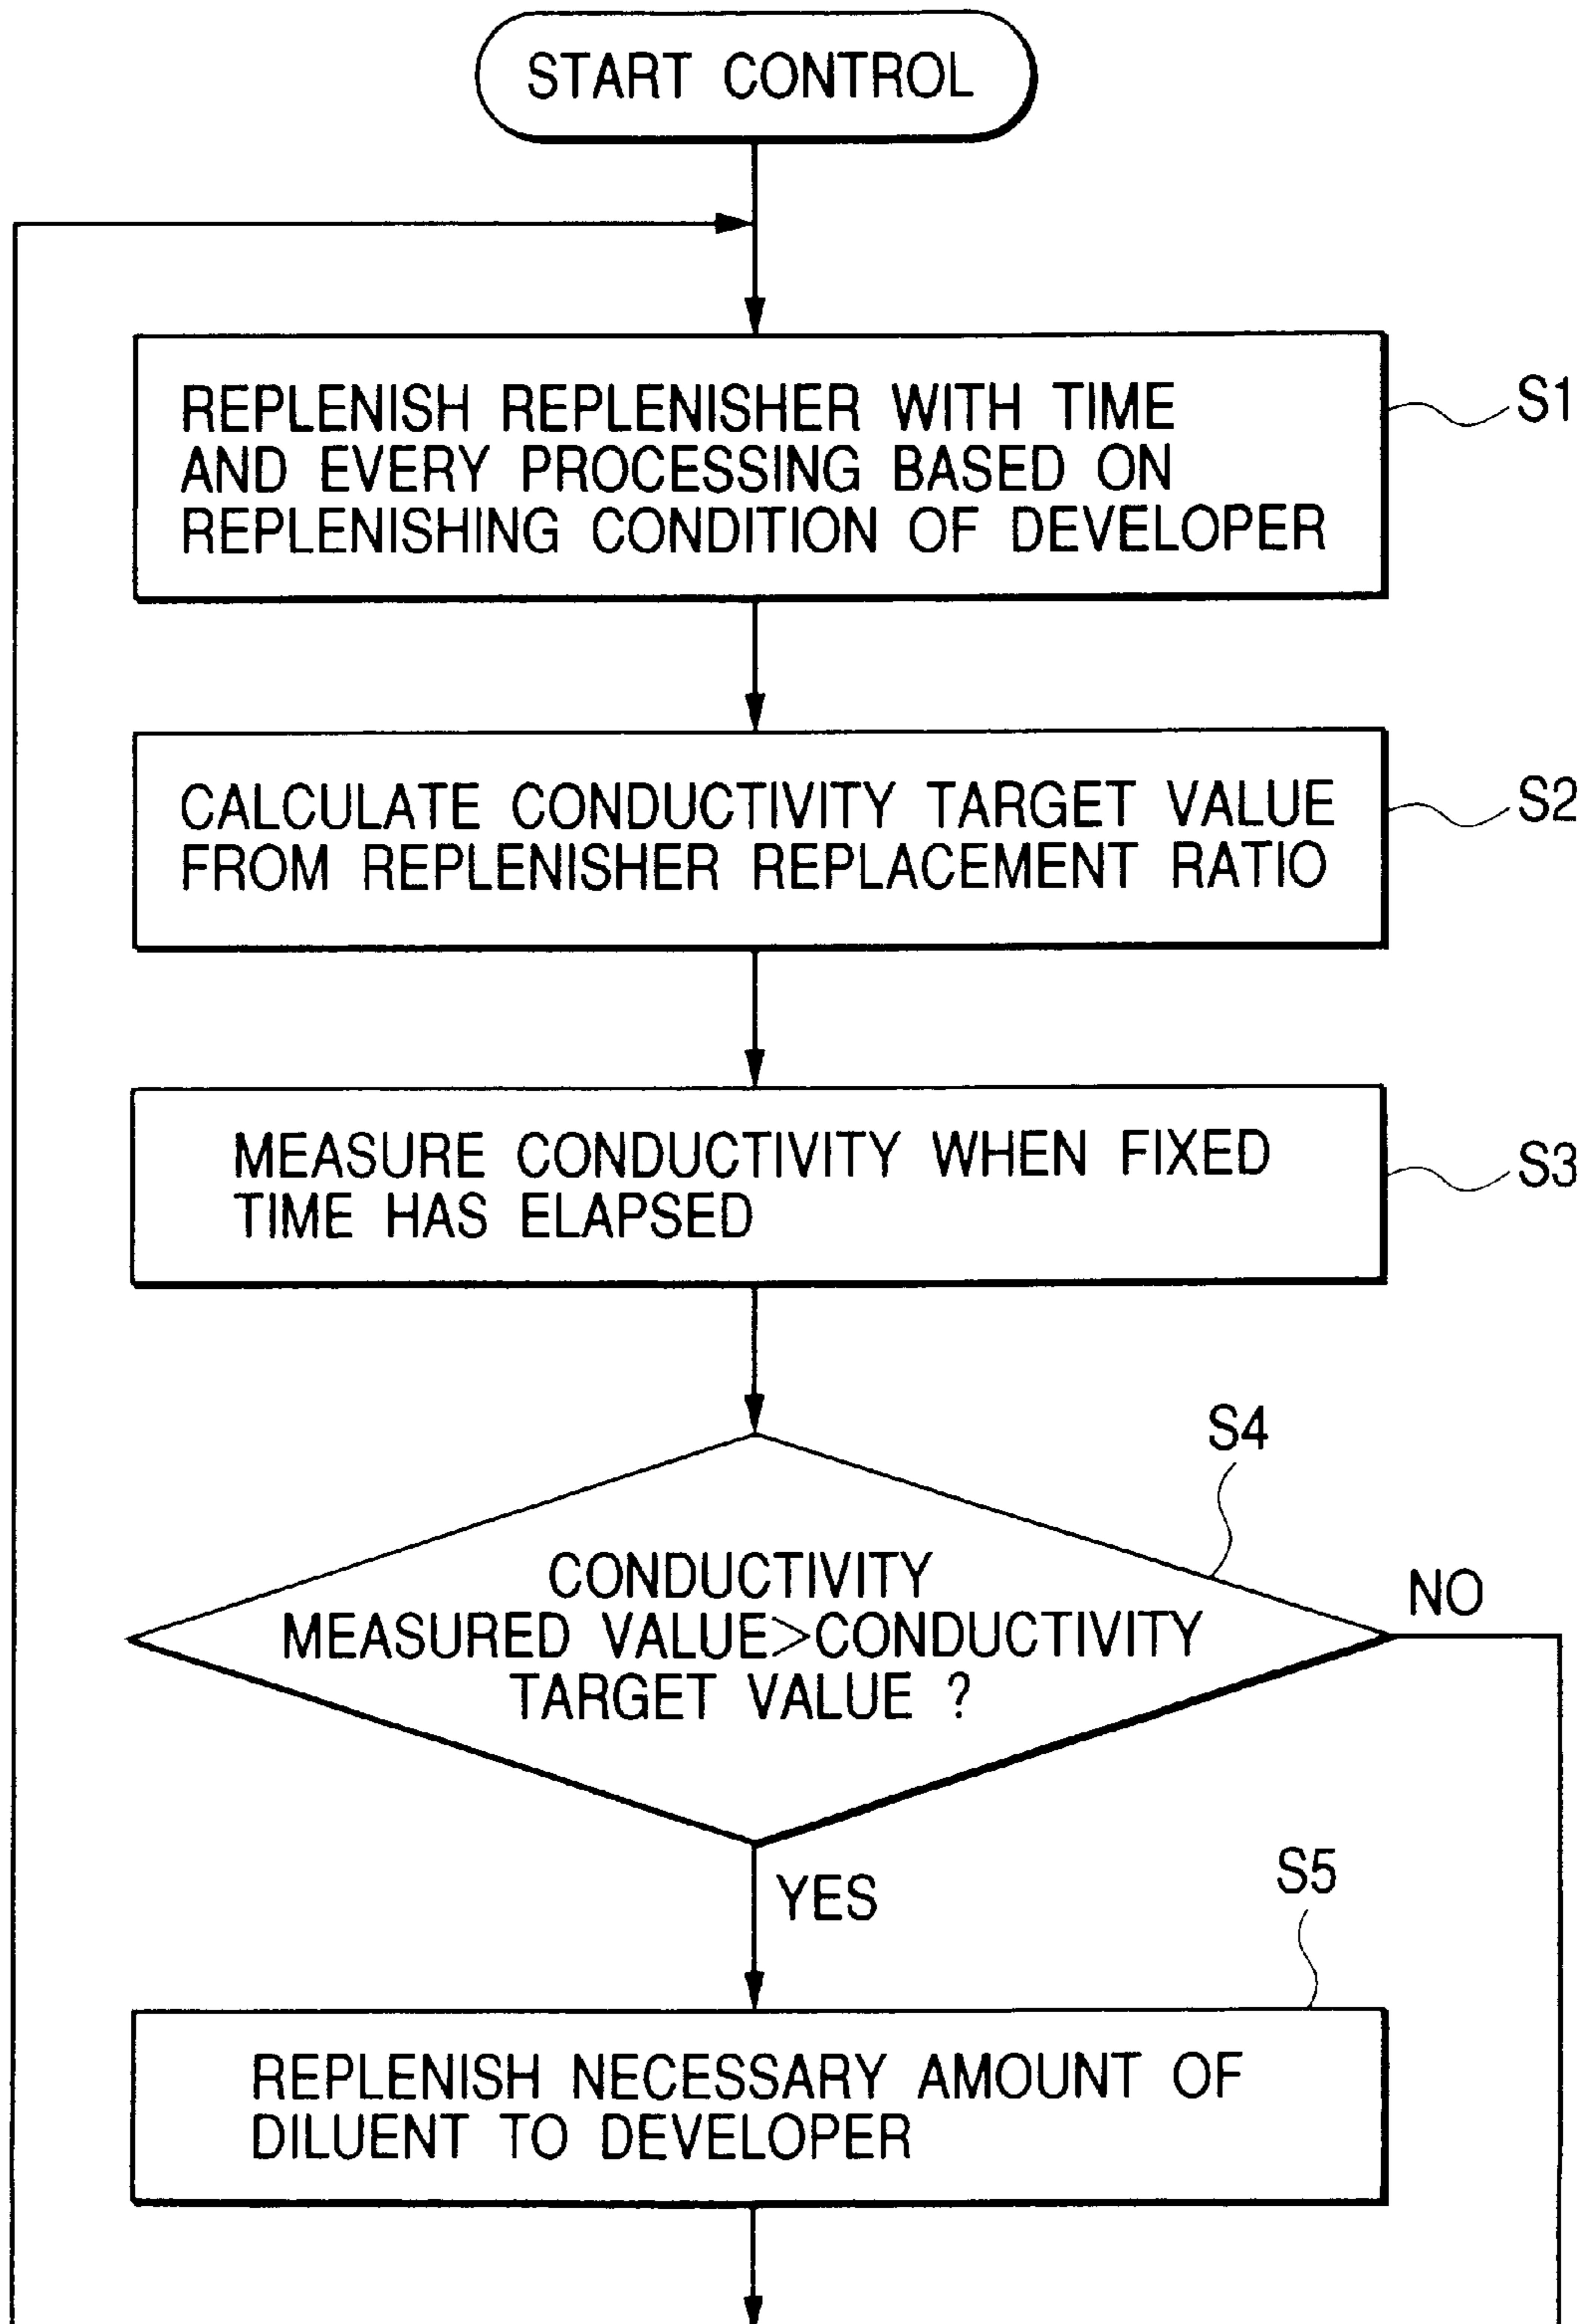 START CONTROL
REPLENISH REPLENISHER WITH TIME
AND EVERY PROCESSING BASED ON
REPLENISHING CONDITION OF DEVELOPER
S1
CALCULATE CONDUCTIVITY TARGET VALUE
FROM REPLENISHER REPLACEMENT RATIO
S2
MEASURE CONDUCTIVITY WHEN FIXED
TIME HAS ELAPSED
S3
S4
CONDUCTIVITY
MEASURED VALUE>CONDUCTIVITY
TARGET VALUE ?
NO
YES
S5
REPLENISH NECESSARY AMOUNT OF
DILUENT TO DEVELOPER